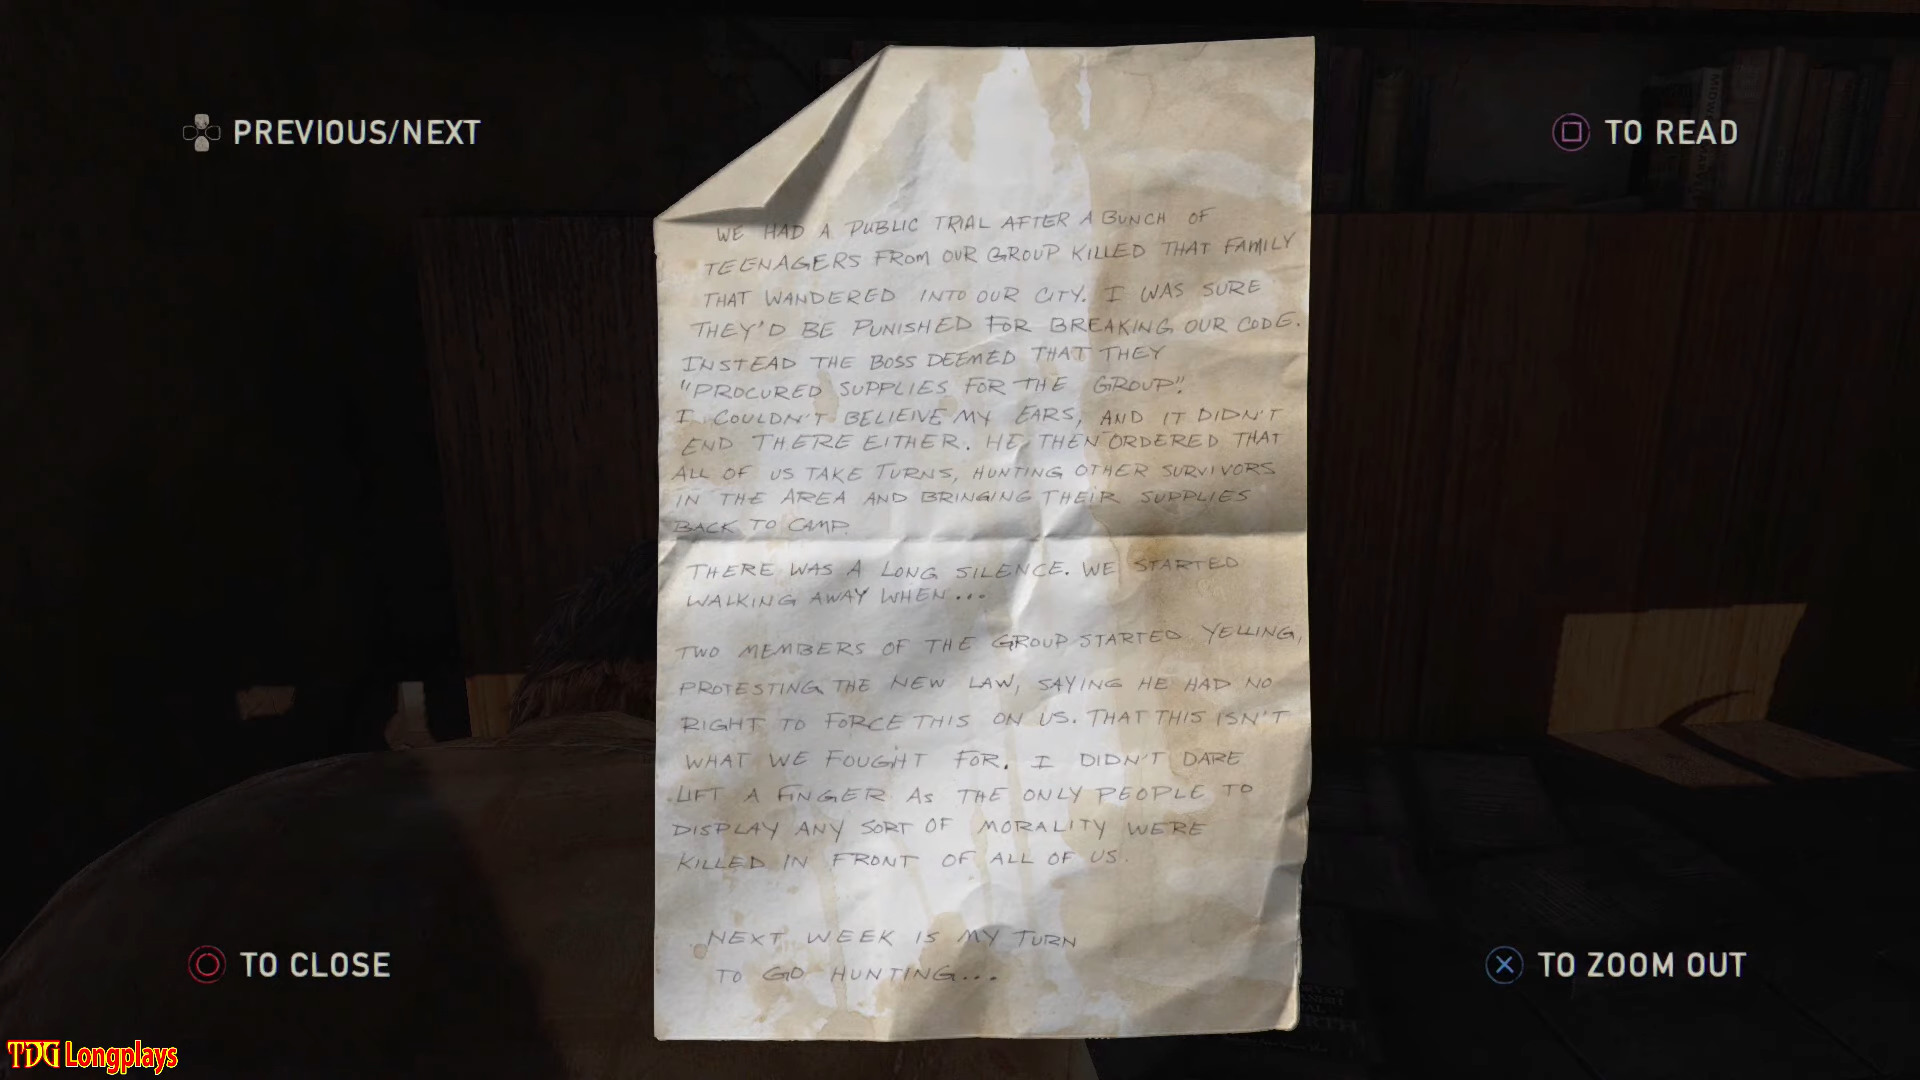 PREVIOUS/NEXT
TO READ
WE HAD A PUBLIC TRIAL AFTER A BUNCH OF
TEENAGERS FROM OUR GROUP KILLED THAT FAMILY
THAT WANDERED INTO OUR CITY. I WAS SURE
THEY'D BE PUNISHED FOR BREAKING OUR CODE.
INSTEAD THE BOSS DEEMED THAT THEY
"PROCURED SUPPLIES FOR THE GROUP".
I COULDN'T BELIEIVE MY EARS, AND IT DIDN'T
END THERE EITHER. HE THEN ORDERED THAT
ALL OF US TAKE TURNS, HUNTING OTHER SURVIVORS
IN THE AREA AND BRINGING THEIR SUPPLIES
BACK TO CAMP.
THERE WAS A LONG SILENCE. WE STARTED
WALKING AWAY WHEN...
TWO MEMBERS OF THE GROUP STARTED YELLING,
PROTESTING THE NEW LAW, SAYING HE HAD NO
RIGHT TO FORCE THIS ON US. THAT THIS ISN'T
WHAT WE FOUGHT FOR. I DIDN'T DARE
LIFT A FINGER AS THE ONLY PEOPLE TO
DISPLAY ANY SORT OF MORALITY WERE
KILLED IN FRONT OF ALL OF US.
NEXT WEEK IS MY TURN
TO GO HUNTING...
TO CLOSE
TO ZOOM OUT
TDG Longplays